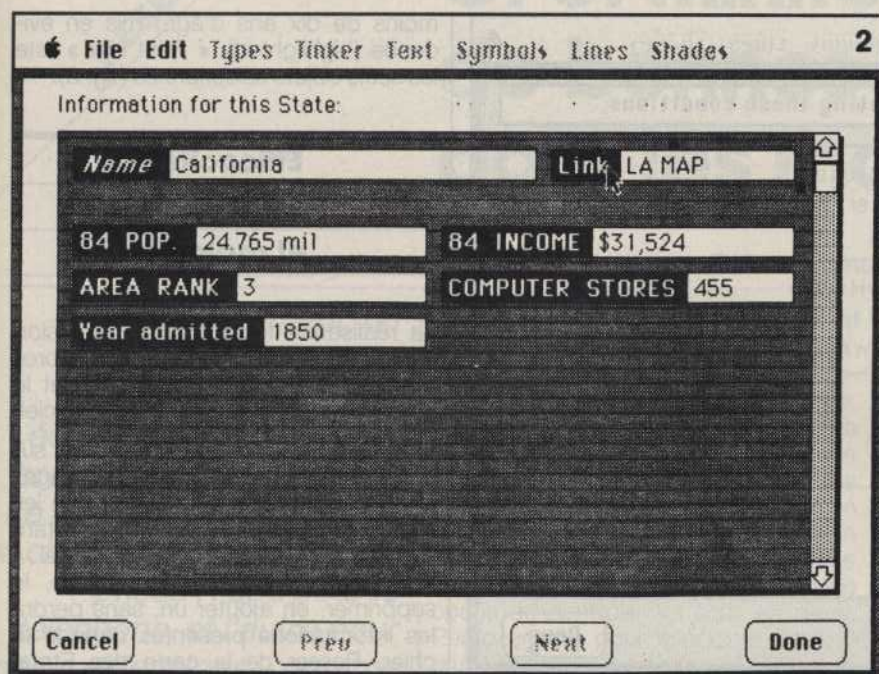 File Edit Types Tinker Text Symbols Lines Shades 2
Information for this State:
Name California Link LA MAP
84 POP. 24.765 mil 84 INCOME $31,524
AREA RANK 3 COMPUTER STORES 455
Year admitted 1850
Cancel Prev Next Done